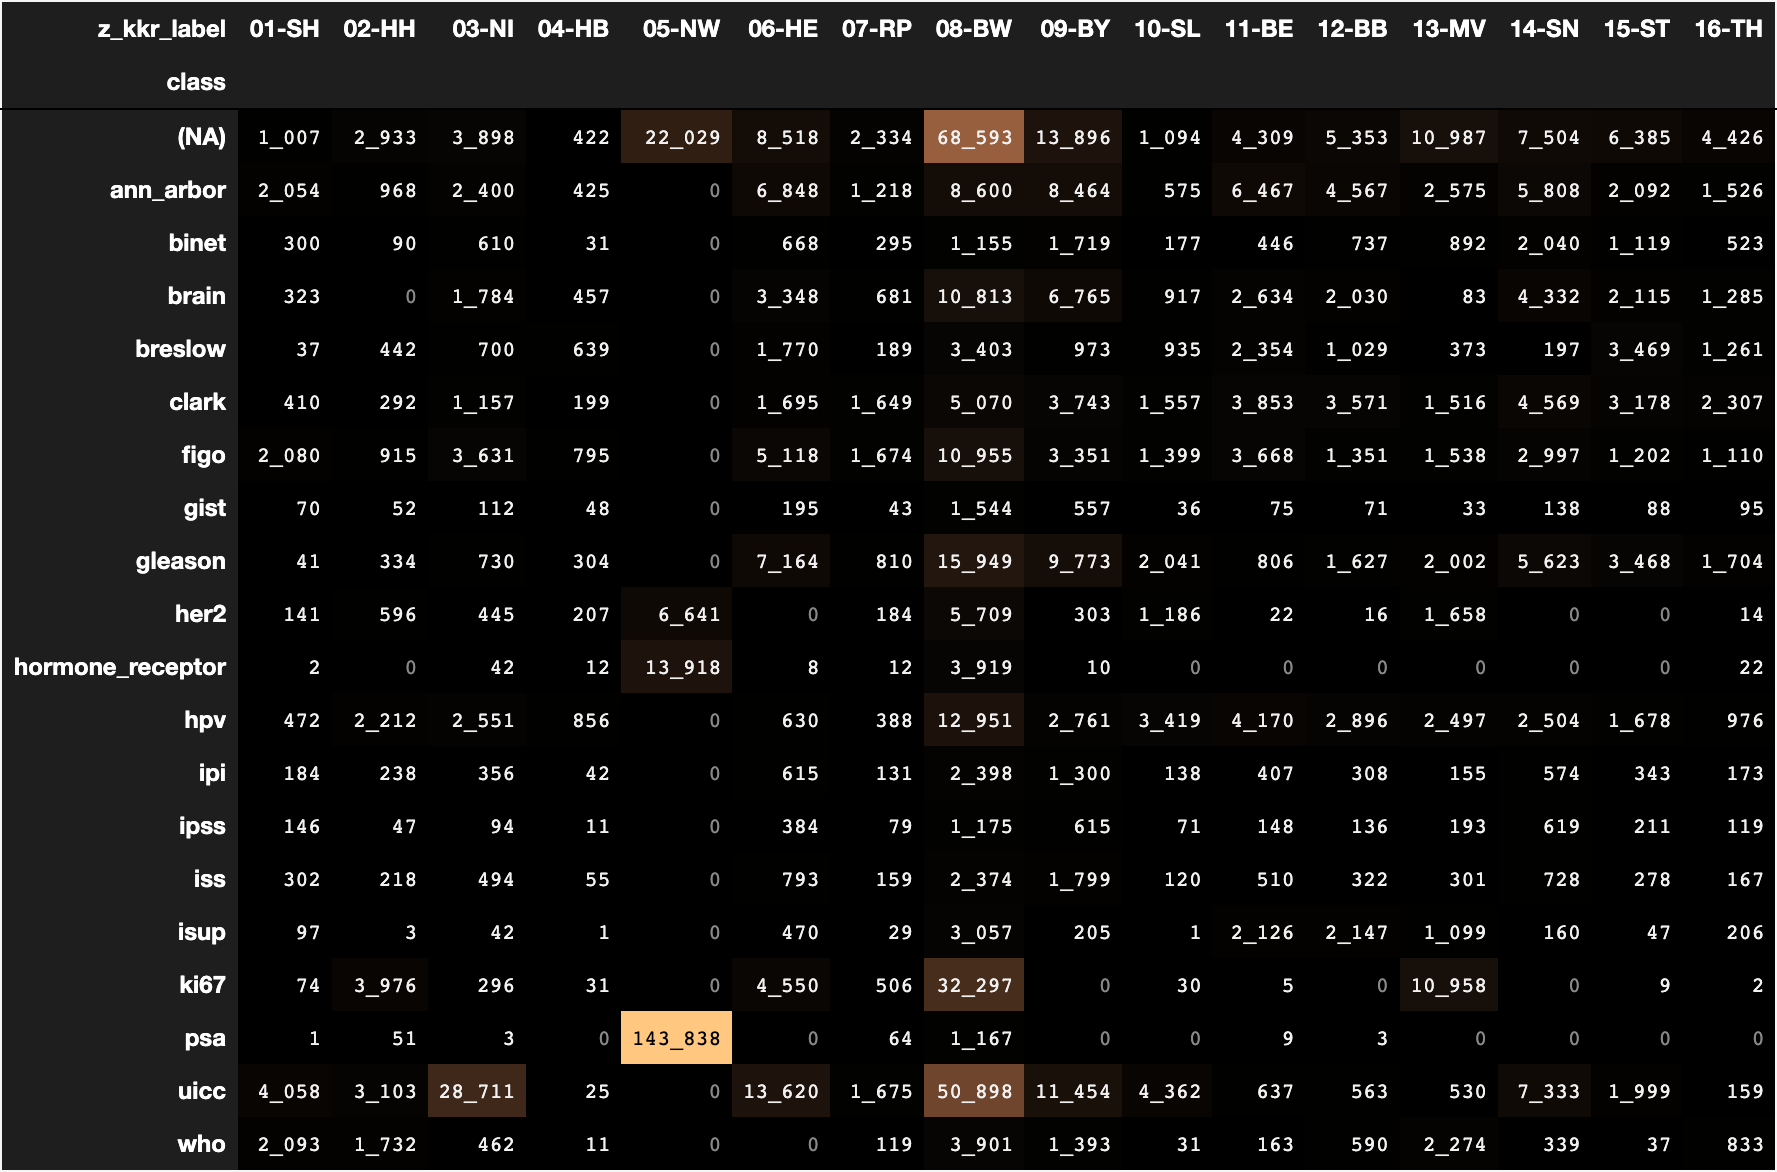 z_kkr_label 01-SH 02-HH 03-NI 04-HB 05-NW 06-HE 07-RP 08-BW 09-BY 10-SL 11-BE 12-BB 13-MV 14-SN 15-ST 16-TH
class
(NA) 1_007 2_933 3_898 422 22_029 8_518 2_334 68_593 13_896 1_094 4_309 5_353 10_987 7_504 6_385 4_426
ann_arbor 2_054 968 2_400 425 0 6_848 1_218 8_600 8_464 575 6_467 4_567 2_575 5_808 2_092 1_526
binet 300 90 610 31 0 668 295 1_155 1_719 177 446 737 892 2_040 1_119 523
brain 323 0 1_784 457 0 3_348 681 10_813 6_765 917 2_634 2_030 83 4_332 2_115 1_285
breslow 37 442 700 639 0 1_770 189 3_403 973 935 2_354 1_029 373 197 3_469 1_261
clark 410 292 1_157 199 0 1_695 1_649 5_070 3_743 1_557 3_853 3_571 1_516 4_569 3_178 2_307
figo 2_080 915 3_631 795 0 5_118 1_674 10_955 3_351 1_399 3_668 1_351 1_538 2_997 1_202 1_110
gist 70 52 112 48 0 195 43 1_544 557 36 75 71 33 138 88 95
gleason 41 334 730 304 0 7_164 810 15_949 9_773 2_041 806 1_627 2_002 5_623 3_468 1_704
her2 141 596 445 207 6_641 0 184 5_709 303 1_186 22 16 1_658 0 0 14
hormone_receptor 2 0 42 12 13_918 8 12 3_919 10 0 0 0 0 0 0 22
hpv 472 2_212 2_551 856 0 630 388 12_951 2_761 3_419 4_170 2_896 2_497 2_504 1_678 976
ipi 184 238 356 42 0 615 131 2_398 1_300 138 407 308 155 574 343 173
ipss 146 47 94 11 0 384 79 1_175 615 71 148 136 193 619 211 119
iss 302 218 494 55 0 793 159 2_374 1_799 120 510 322 301 728 278 167
isup 97 3 42 1 0 470 29 3_057 205 1 2_126 2_147 1_099 160 47 206
ki67 74 3_976 296 31 0 4_550 506 32_297 0 30 5 0 10_958 0 9 2
psa 1 51 3 0 143_838 0 64 1_167 0 0 9 3 0 0 0 0
uicc 4_058 3_103 28_711 25 0 13_620 1_675 50_898 11_454 4_362 637 563 530 7_333 1_999 159
who 2_093 1_732 462 11 0 0 119 3_901 1_393 31 163 590 2_274 339 37 833